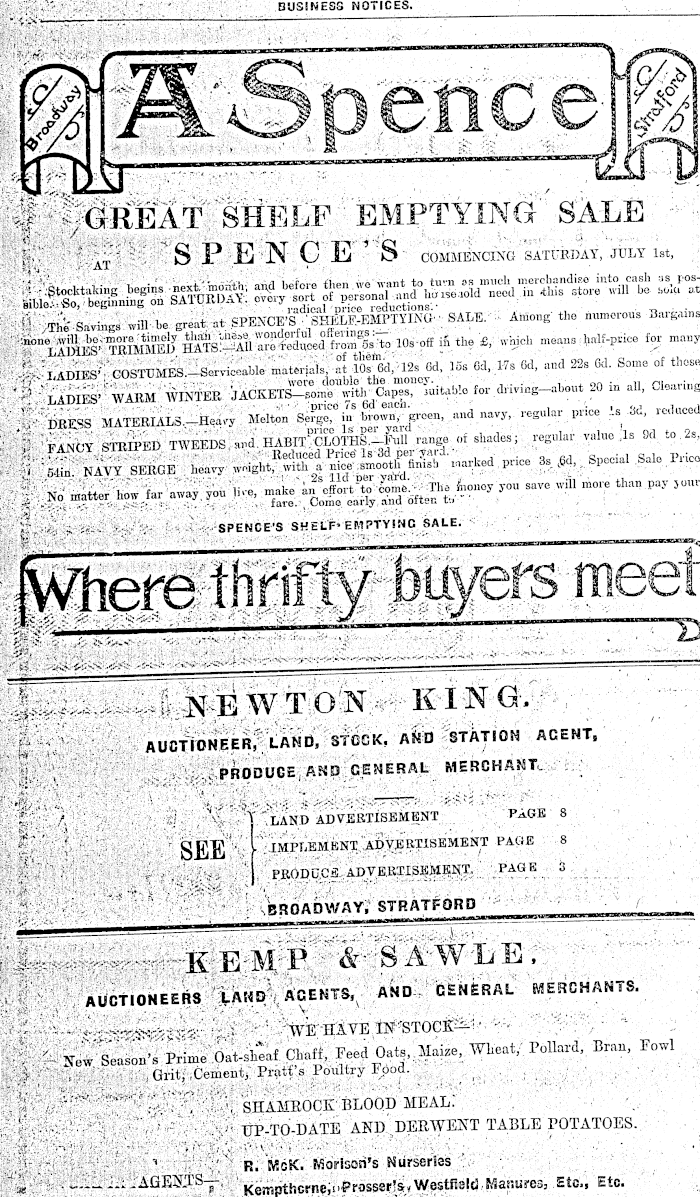 BUSINESS NOTICES.
Broadway
A Spence
Stratford
GREAT SHELF EMPTYING SALE
AT SPENCE'S COMMENCING SATURDAY, JULY 1st,
Stocktaking begins next month, and before then we want to turn as much merchandise into cash as pos-
sible. So, beginning on SATURDAY, every sort of personal and household need in this store will be sold at
radical price reductions.
The Savings will be great at SPENCE'S SHELF-EMPTYING SALE. Among the numerous Bargains
none will be more timely than these wonderful offerings:—
LADIES' TRIMMED HATS.—All are reduced from 5s to 10s off in the £, which means half-price for many
of them.
LADIES' COSTUMES.—Serviceable materials, at 10s 6d, 12s 6d, 15s 6d, 17s 6d, and 22s 6d. Some of these
were double the money.
LADIES' WARM WINTER JACKETS—some with Capes, suitable for driving—about 20 in all, Clearing
price 7s 6d each.
DRESS MATERIALS.—Heavy Melton Serge, in brown, green, and navy, regular price 1s 3d, reduced
price 1s per yard
FANCY STRIPED TWEEDS and HABIT CLOTHS.—Full range of shades; regular value 1s 9d to 2s,
Reduced Price 1s 3d per yard.
54in. NAVY SERGE heavy weight, with a nice smooth finish marked price 3s 6d, Special Sale Price
2s 11d per yard.
No matter how far away you live, make an effort to come. The money you save will more than pay your
fare. Come early and often to
SPENCE'S SHELF-EMPTYING SALE.
Where thrifty buyers meet
NEWTON KING.
AUCTIONEER, LAND, STOCK, AND STATION AGENT,
PRODUCE AND GENERAL MERCHANT.
SEE
LAND ADVERTISEMENT PAGE 8
IMPLEMENT ADVERTISEMENT PAGE 8
PRODUCE ADVERTISEMENT. PAGE 3
BROADWAY, STRATFORD
KEMP & SAWLE,
AUCTIONEERS LAND AGENTS, AND GENERAL MERCHANTS.
WE HAVE IN STOCK—
New Season's Prime Oat-sheaf Chaff, Feed Oats, Maize, Wheat, Pollard, Bran, Fowl
Grit, Cement, Pratt's Poultry Food.
SHAMROCK BLOOD MEAL.
UP-TO-DATE AND DERWENT TABLE POTATOES.
AGENTS—
R. McK. Morison's Nurseries
Kempthorne, Prosser's, Westfield Manures, Etc., Etc.